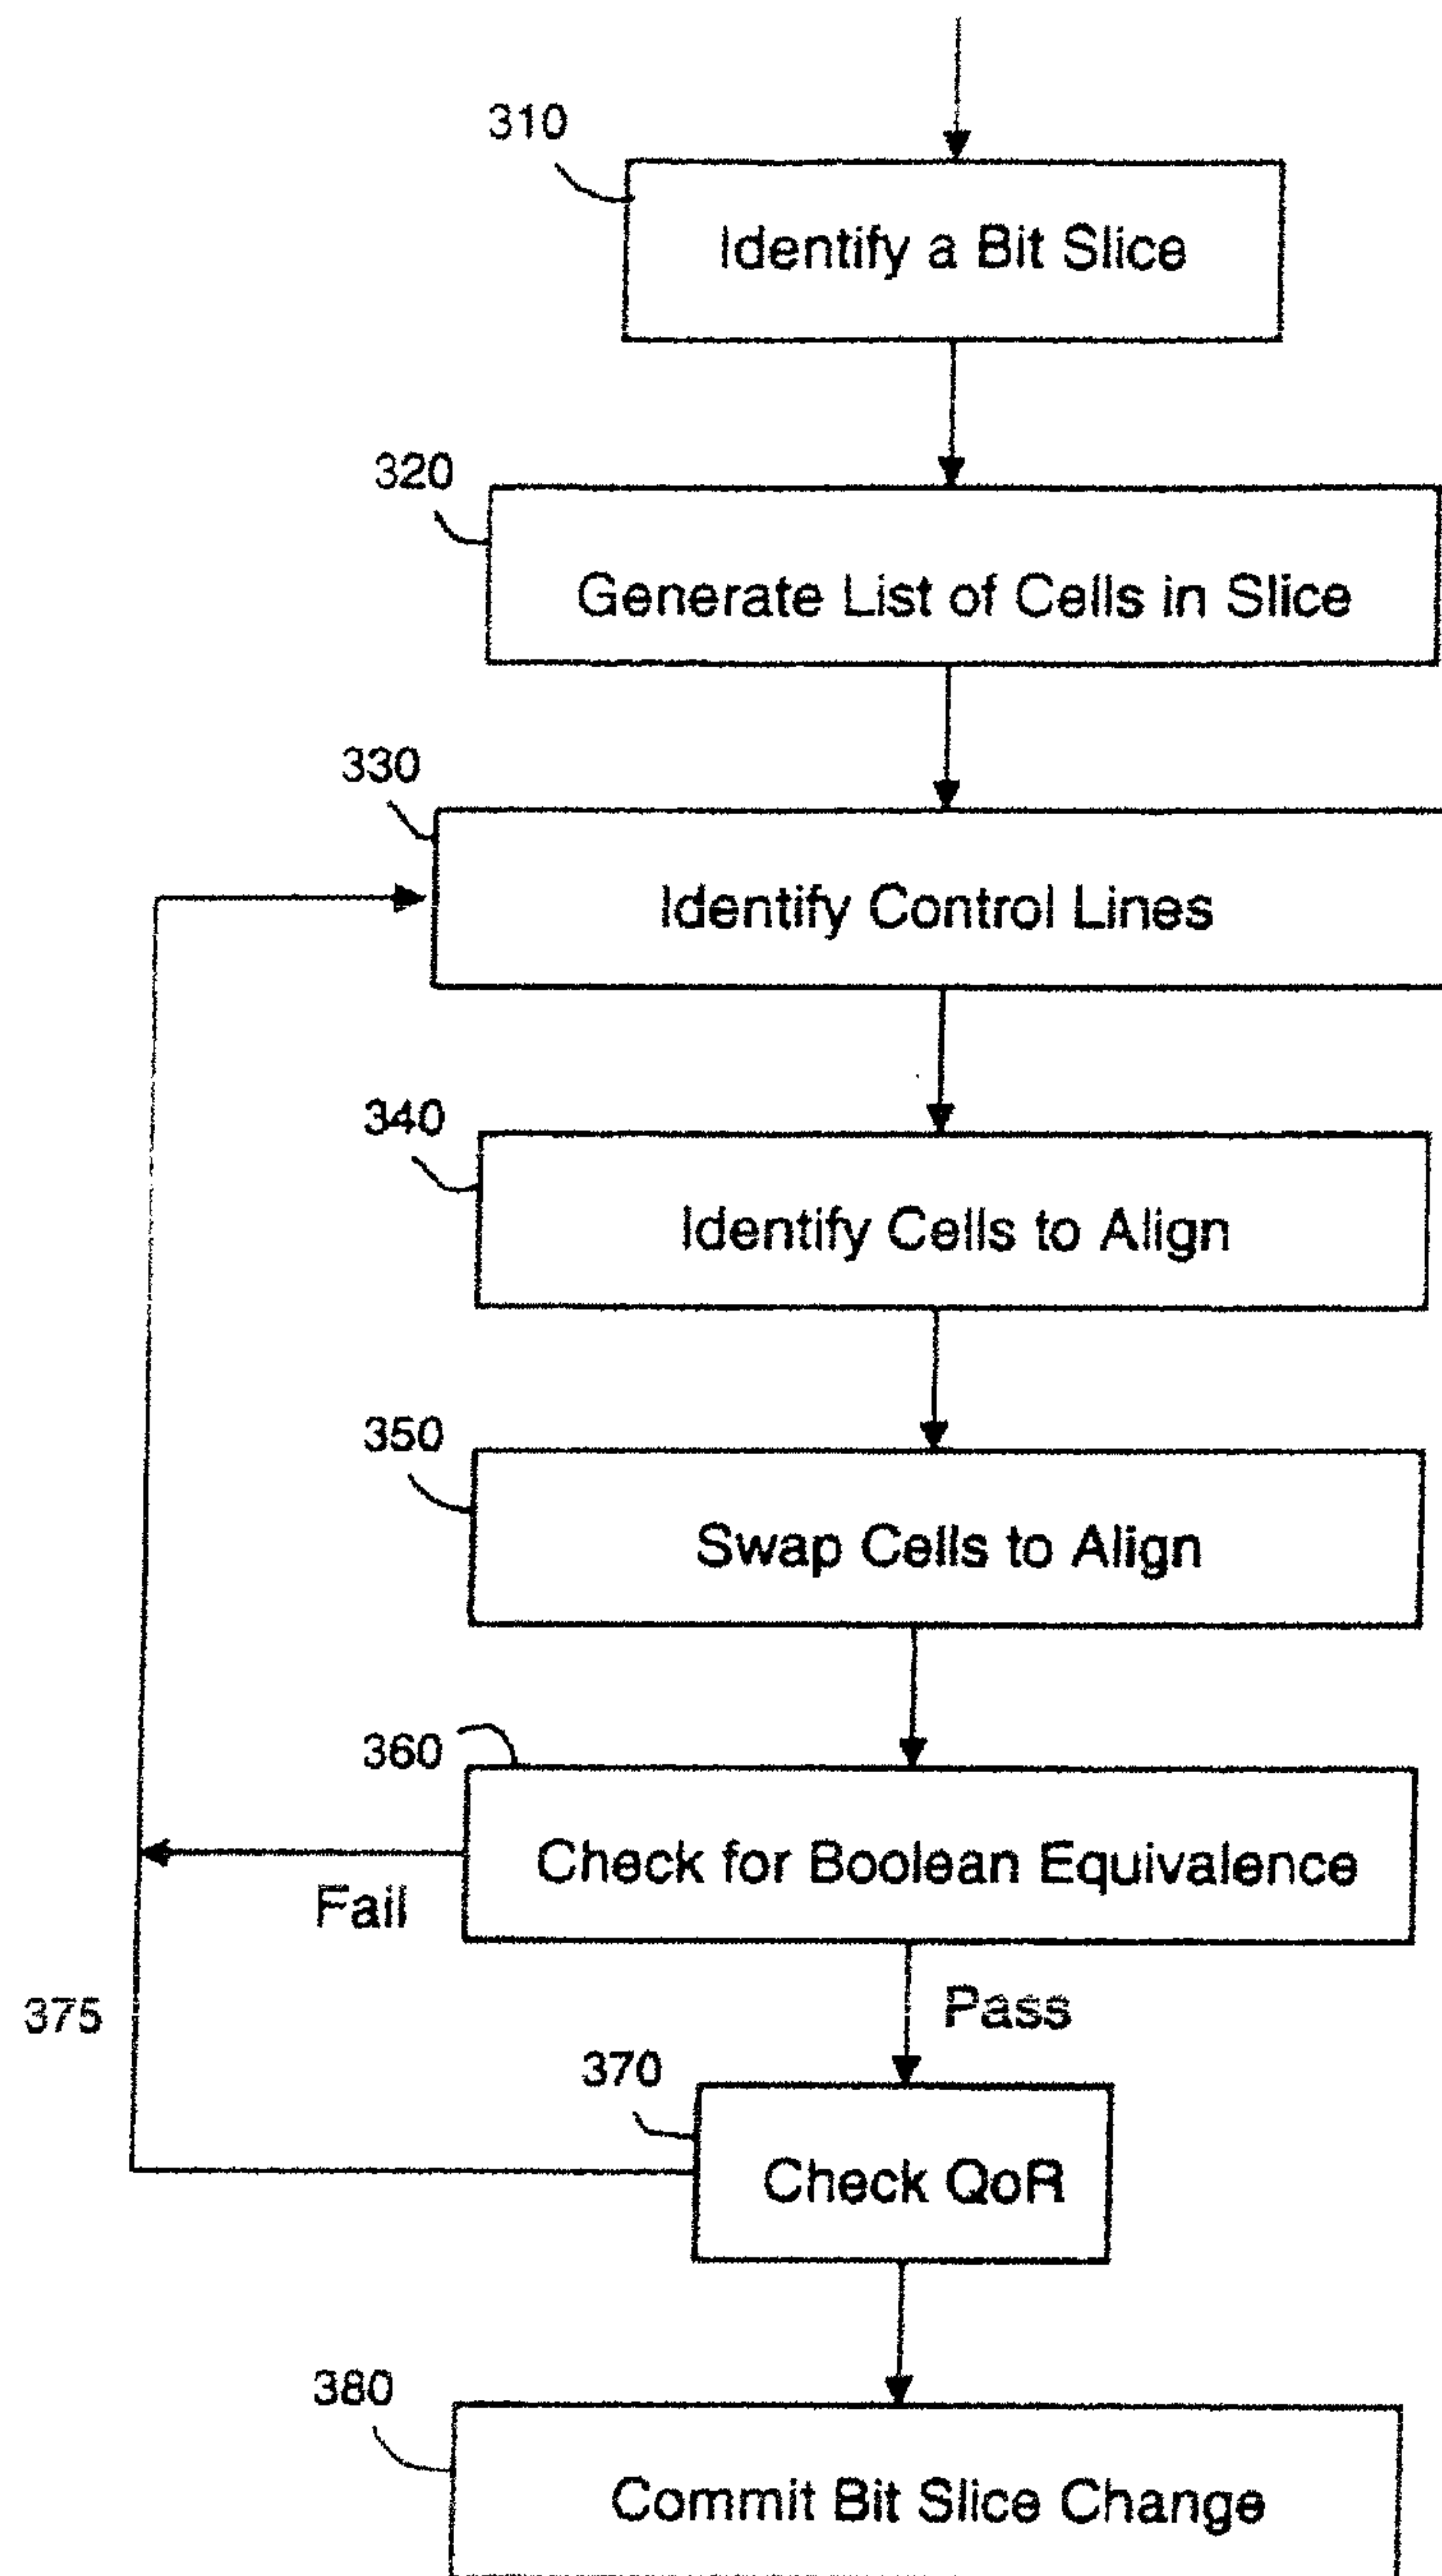 310
Identify a Bit Slice
320
Generate List of Cells in Slice
330
Identify Control Lines
340
Identify Cells to Align
350
Swap Cells to Align
360
Check for Boolean Equivalence
Fail
375
Pass
370
Check QoR
380
Commit Bit Slice Change